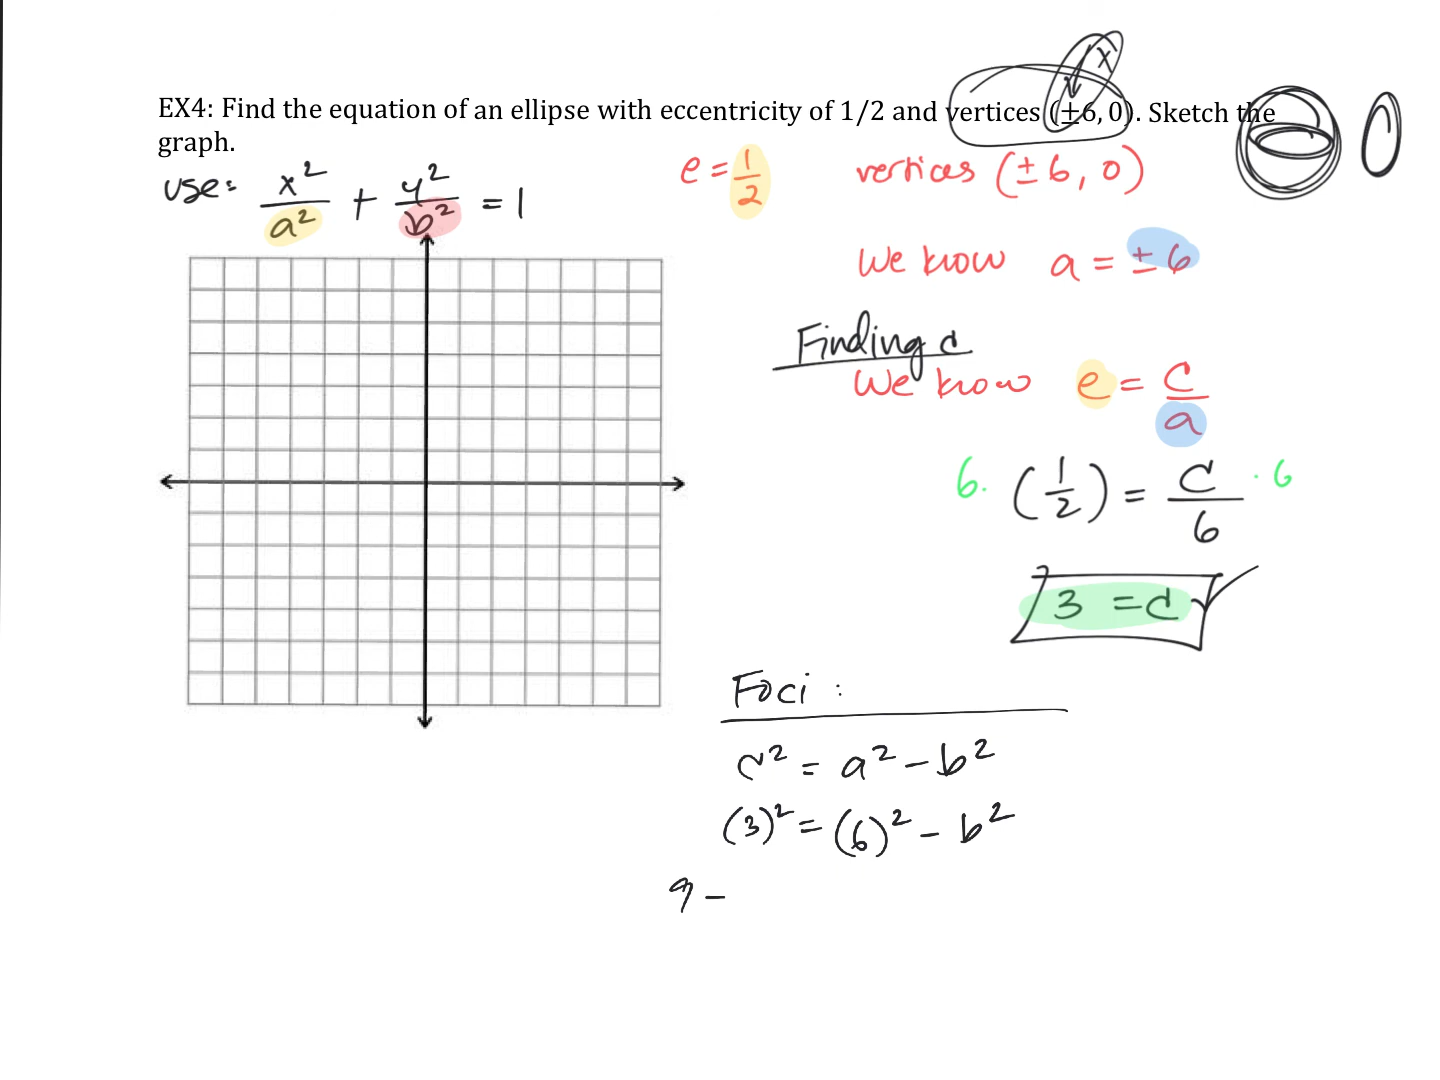 EX4: Find the equation of an ellipse with eccentricity of 1/2 and vertices (±6, 0). Sketch the
graph.
x
use: x²/a² + y²/b² = 1
e = 1/2
vertices (± 6, 0)
We know a = ± 6
Finding c
We know e = c/a
6 · (1/2) = c/6 · 6
3 = c
Foci :
c² = a² - b²
(3)² = (6)² - b²
9 -